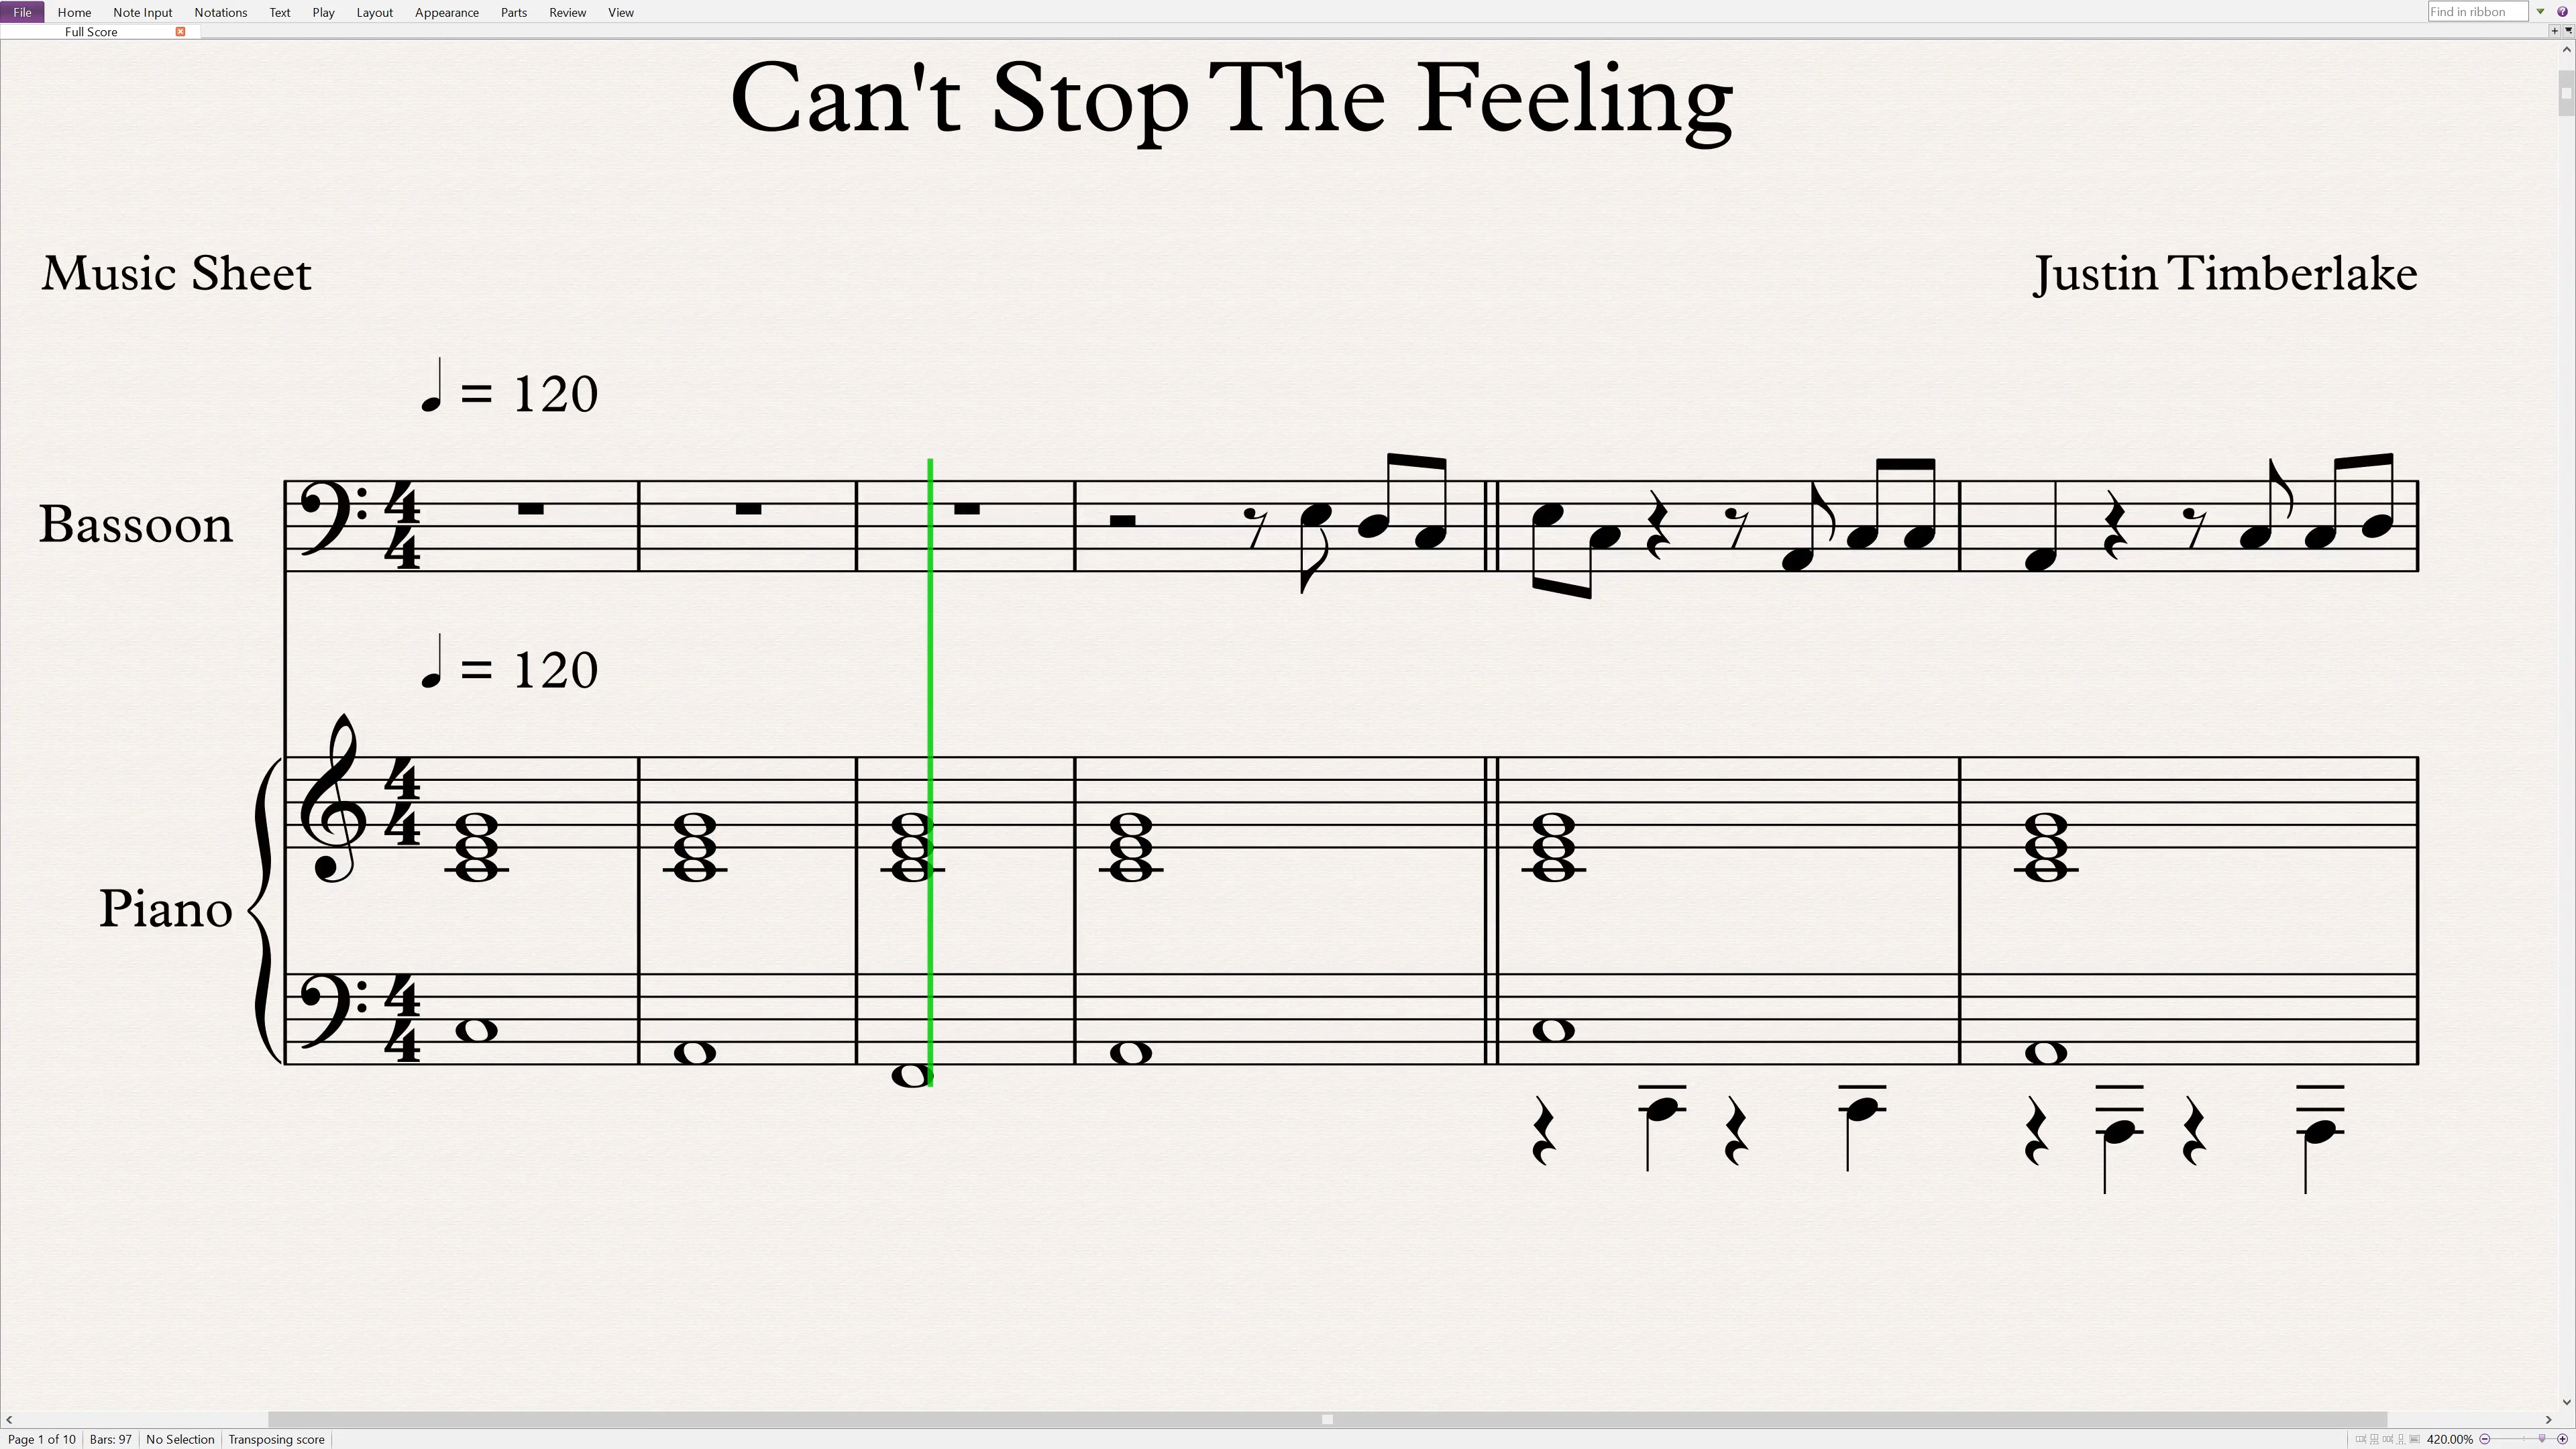 File Home Note Input Notations Text Play Layout Appearance Parts Review View Find in ribbon
Full Score
Can't Stop The Feeling
Music Sheet Justin Timberlake
= 120
Bassoon
= 120
Piano
Page 1 of 10 Bars: 97 No Selection Transposing score 420.00%